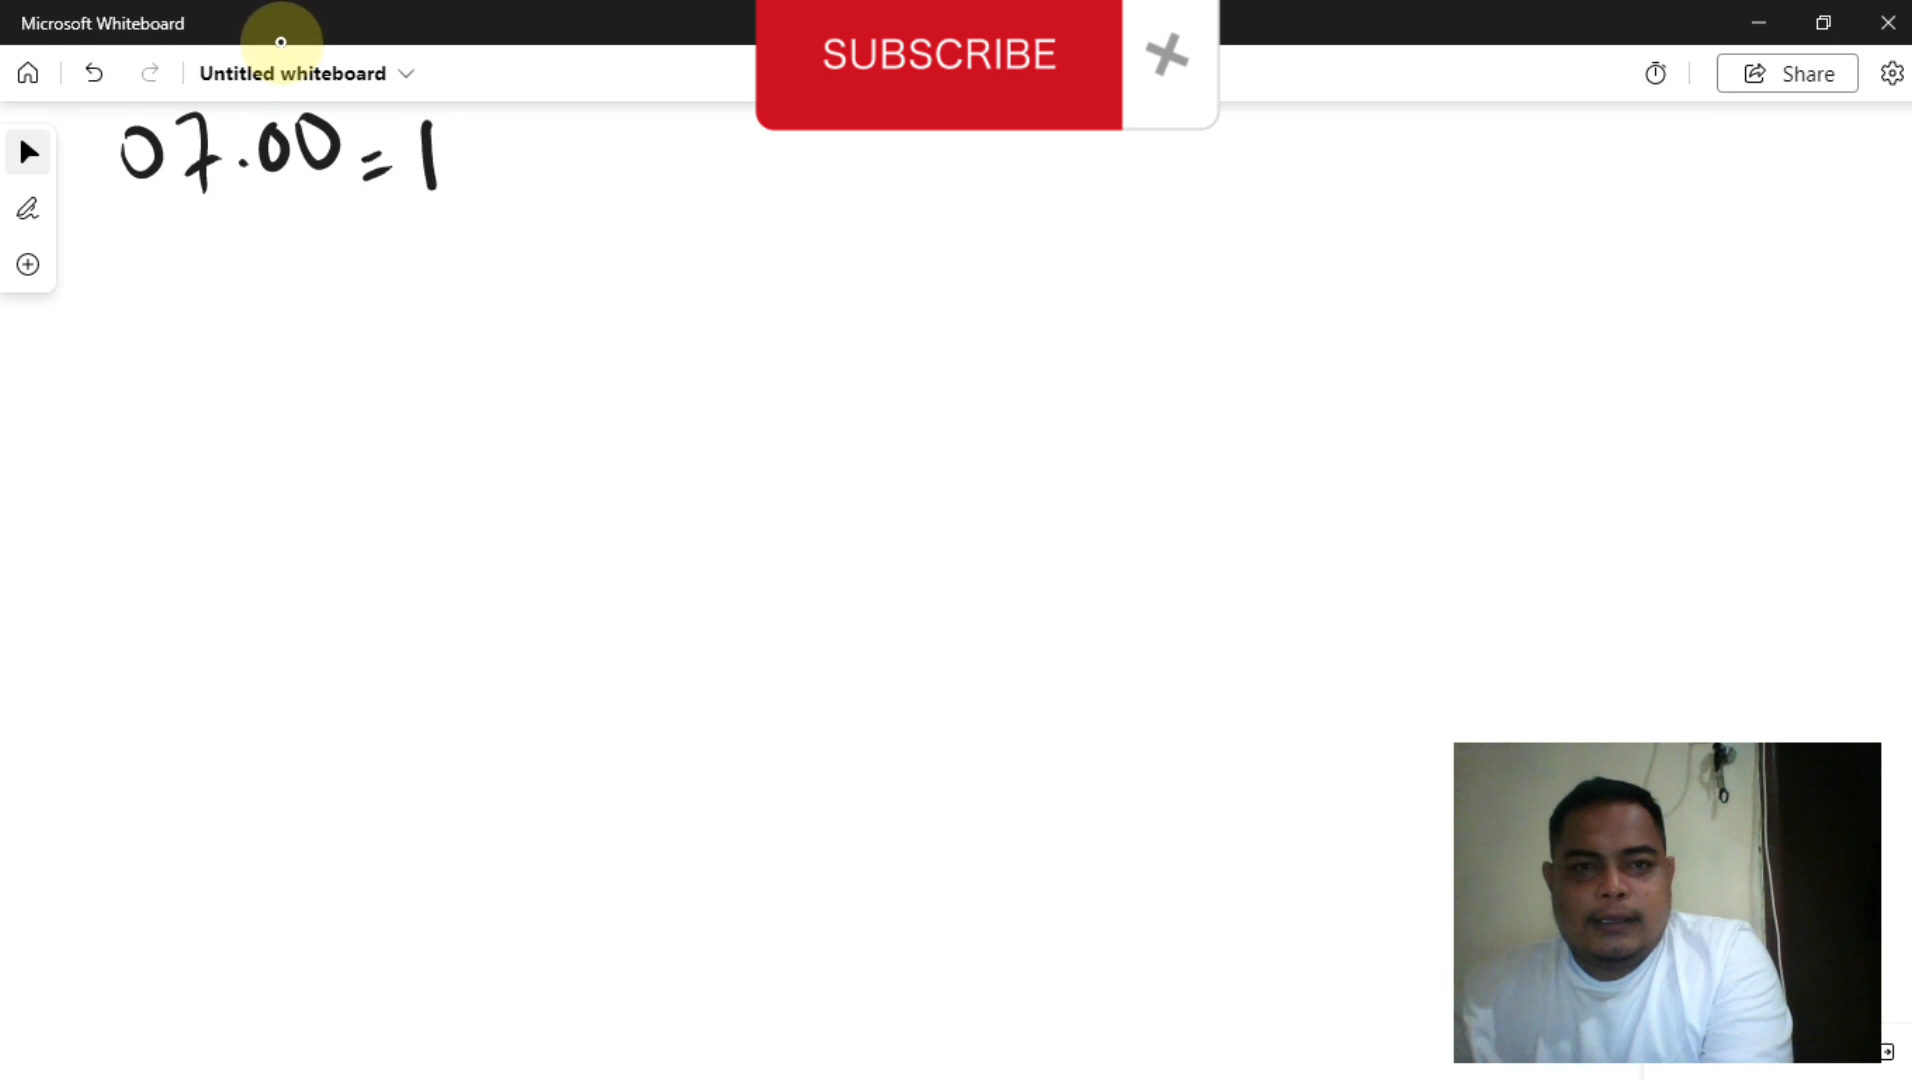 Microsoft Whiteboard
SUBSCRIBE
Untitled whiteboard
Share
07.00 = 1